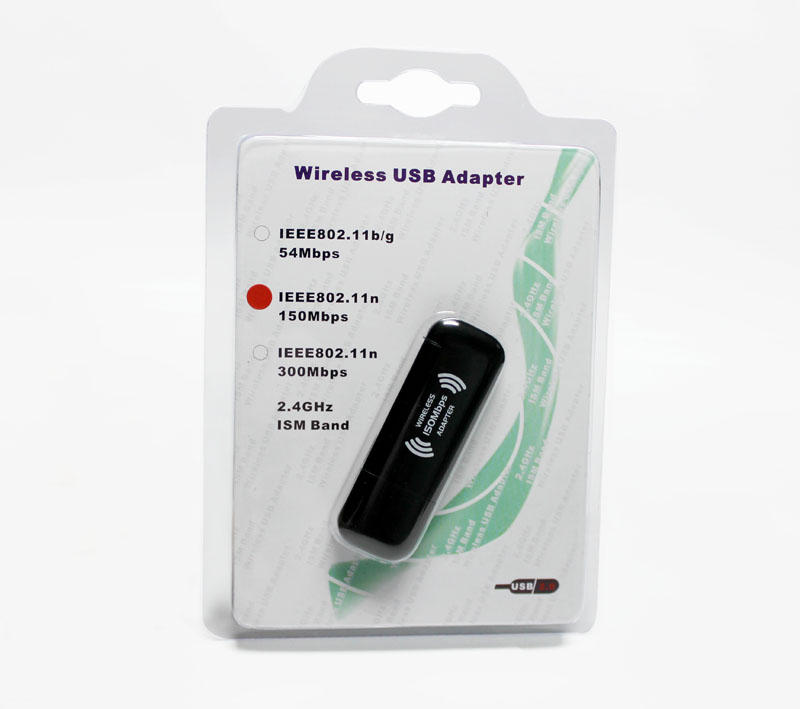 Wireless USB Adapter
IEEE802.11b/g
54Mbps
IEEE802.11n
150Mbps
IEEE802.11n
300Mbps
2.4GHz
ISM Band
WIRELESS
150Mbps
ADAPTER
USB